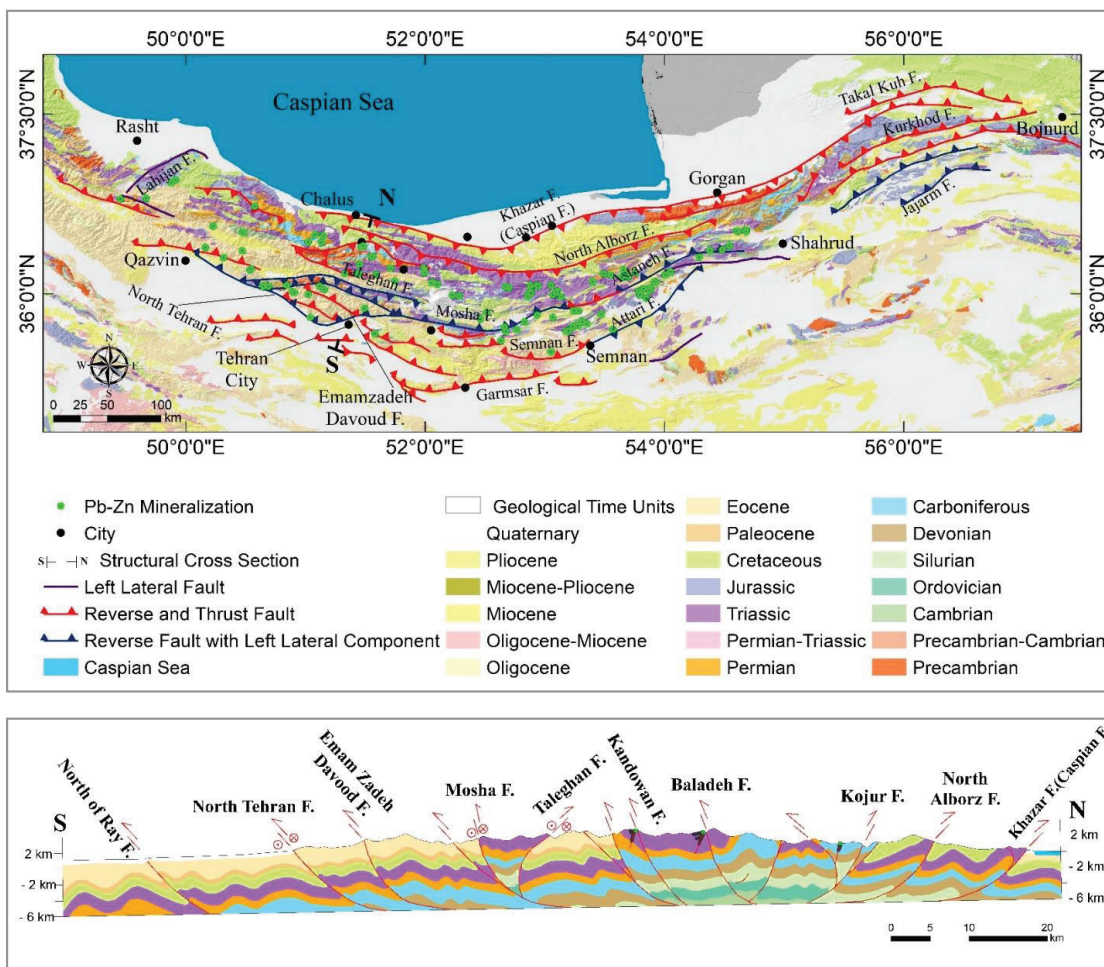 50°0'0"E 52°0'0"E 54°0'0"E 56°0'0"E
37°30'0"N
36°0'0"N
37°30'0"N
36°0'0"N
Caspian Sea
Rasht
Lahijan F.
Chalus
N
Khazar F.
(Caspian F.)
Gorgan
Takal Kuh F.
Kurkhod F.
Bojnurd
Jajarm F.
North Alborz F.
Shahrud
Astaneh F.
Attari F.
Qazvin
Taleghan F.
Mosha F.
North
Tehran F.
Semnan F.
Semnan
Tehran
City
S
Emamzadeh
Davoud F.
Garmsar F.
N
W E
S
0 25 50 100
km
50°0'0"E 52°0'0"E 54°0'0"E 56°0'0"E
Pb-Zn Mineralization
City
S N Structural Cross Section
Left Lateral Fault
Reverse and Thrust Fault
Reverse Fault with Left Lateral Component
Caspian Sea
Geological Time Units
Quaternary
Pliocene
Miocene-Pliocene
Miocene
Oligocene-Miocene
Oligocene
Eocene
Paleocene
Cretaceous
Jurassic
Triassic
Permian-Triassic
Permian
Carboniferous
Devonian
Silurian
Ordovician
Cambrian
Precambrian-Cambrian
Precambrian
S
North of Ray F.
North Tehran F.
Emam Zadeh
Davood F.
Mosha F.
Taleghan F.
Kandowan F.
Baladeh F.
Kojur F.
North
Alborz F.
Khazar F.(Caspian F.
N
2 km
- 2 km
- 6 km
2 km
- 2 km
- 6 km
0 5 10 20
km